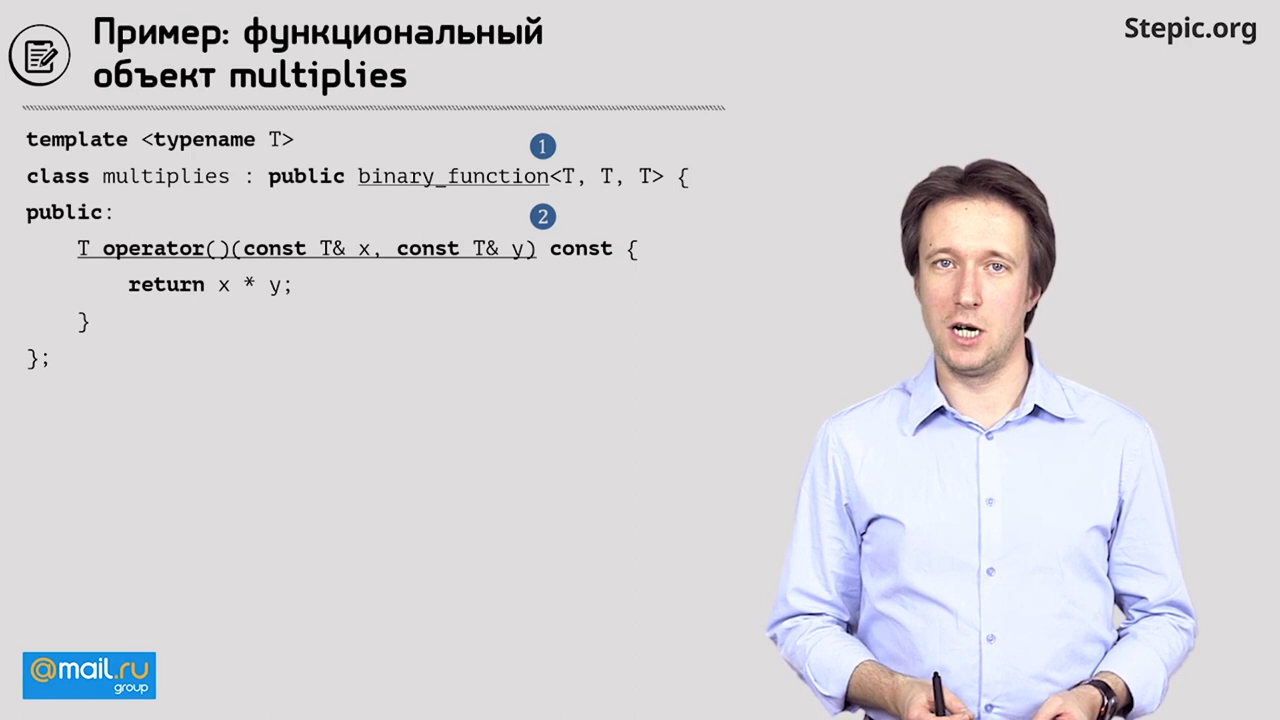 Пример: функциональный
объект multiplies
Stepic.org
template <typename T>
1
class multiplies : public binary_function<T, T, T> {
public:
2
T operator()(const T& x, const T& y) const {
return x * y;
}
};
@mail.ru
group